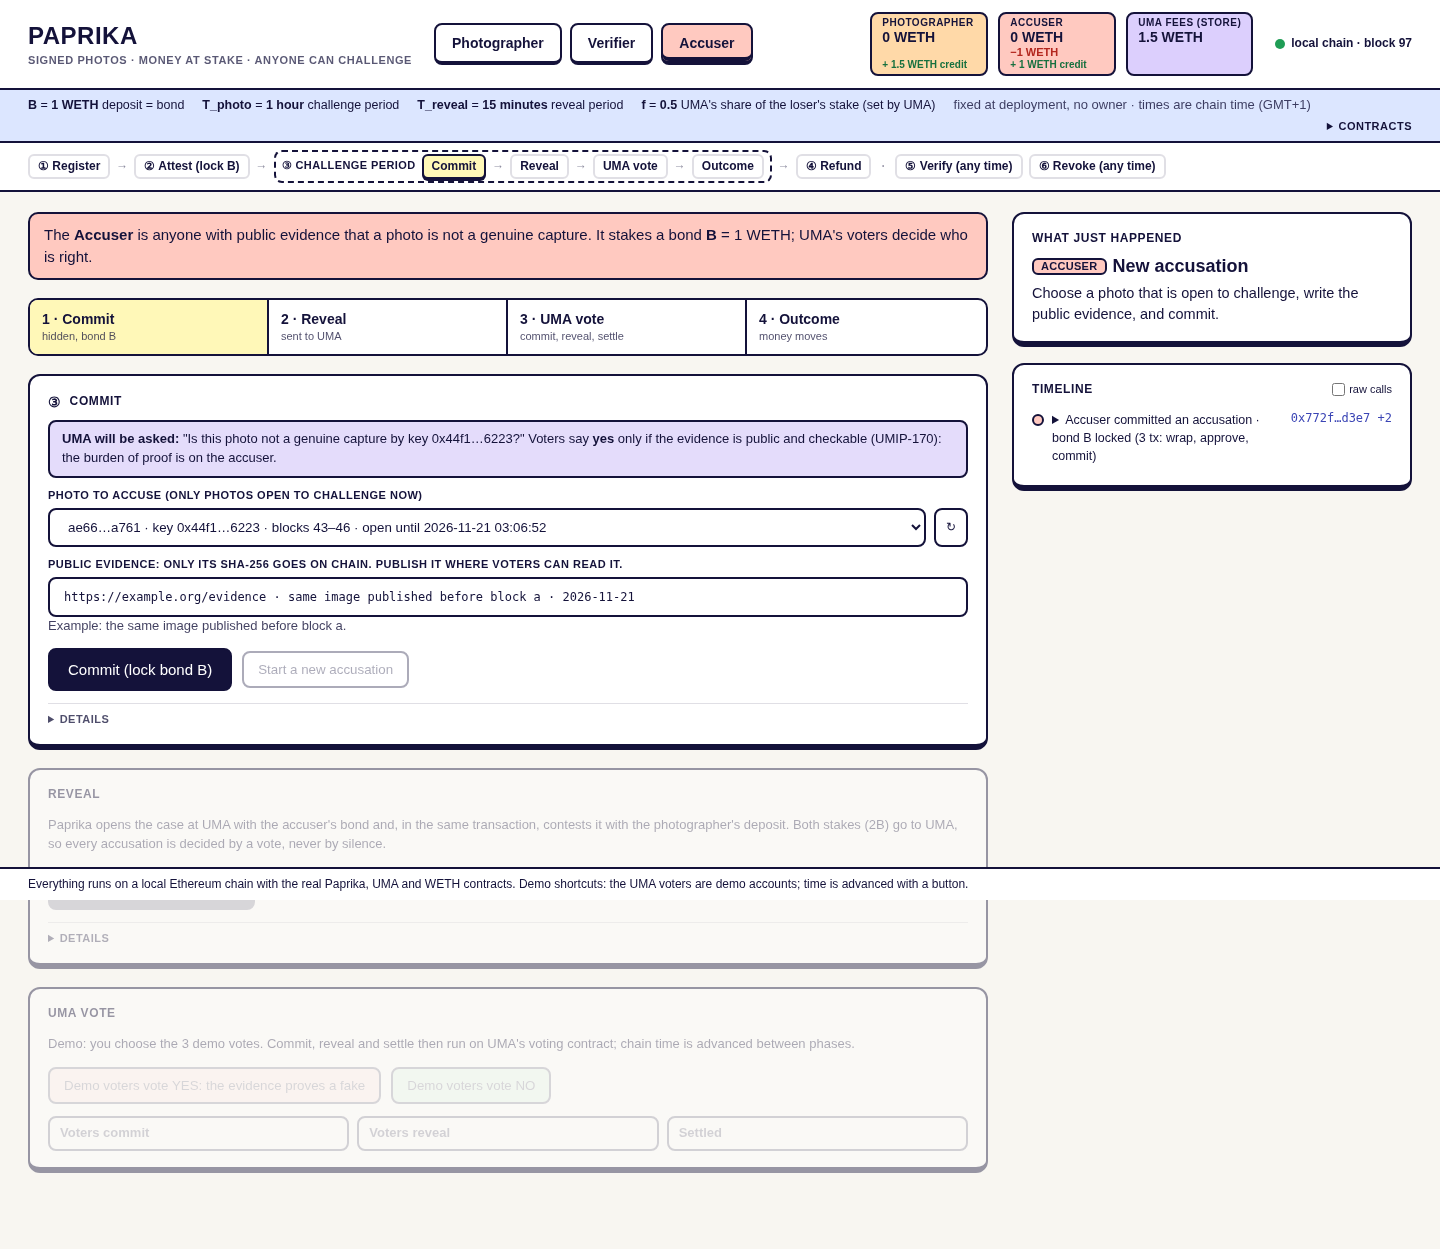 PAPRIKA
SIGNED PHOTOS · MONEY AT STAKE · ANYONE CAN CHALLENGE
Photographer
Verifier
Accuser
PHOTOGRAPHER
0 WETH
+ 1.5 WETH credit
ACCUSER
0 WETH
−1 WETH
+ 1 WETH credit
UMA FEES (STORE)
1.5 WETH
local chain · block 97
B = 1 WETH deposit = bond T_photo = 1 hour challenge period T_reveal = 15 minutes reveal period f = 0.5 UMA's share of the loser's stake (set by UMA) fixed at deployment, no owner · times are chain time (GMT+1)
▶ CONTRACTS
① Register → ② Attest (lock B) → ③ CHALLENGE PERIOD Commit → Reveal → UMA vote → Outcome → ④ Refund · ⑤ Verify (any time) ⑥ Revoke (any time)
The Accuser is anyone with public evidence that a photo is not a genuine capture. It stakes a bond B = 1 WETH; UMA's voters decide who
is right.
1 · Commit
hidden, bond B
2 · Reveal
sent to UMA
3 · UMA vote
commit, reveal, settle
4 · Outcome
money moves
③ COMMIT
UMA will be asked: "Is this photo not a genuine capture by key 0x44f1…6223?" Voters say yes only if the evidence is public and checkable (UMIP-170):
the burden of proof is on the accuser.
PHOTO TO ACCUSE (ONLY PHOTOS OPEN TO CHALLENGE NOW)
ae66…a761 · key 0x44f1…6223 · blocks 43–46 · open until 2026-11-21 03:06:52
↻
PUBLIC EVIDENCE: ONLY ITS SHA-256 GOES ON CHAIN. PUBLISH IT WHERE VOTERS CAN READ IT.
https://example.org/evidence · same image published before block a · 2026-11-21
Example: the same image published before block a.
Commit (lock bond B)
Start a new accusation
▶ DETAILS
REVEAL
Paprika opens the case at UMA with the accuser's bond and, in the same transaction, contests it with the photographer's deposit. Both stakes (2B) go to UMA,
so every accusation is decided by a vote, never by silence.
Everything runs on a local Ethereum chain with the real Paprika, UMA and WETH contracts. Demo shortcuts: the UMA voters are demo accounts; time is advanced with a button.
▶ DETAILS
UMA VOTE
Demo: you choose the 3 demo votes. Commit, reveal and settle then run on UMA's voting contract; chain time is advanced between phases.
Demo voters vote YES: the evidence proves a fake
Demo voters vote NO
Voters commit
Voters reveal
Settled
WHAT JUST HAPPENED
ACCUSER New accusation
Choose a photo that is open to challenge, write the
public evidence, and commit.
TIMELINE
raw calls
▶ Accuser committed an accusation · 0x772f…d3e7 +2
bond B locked (3 tx: wrap, approve,
commit)